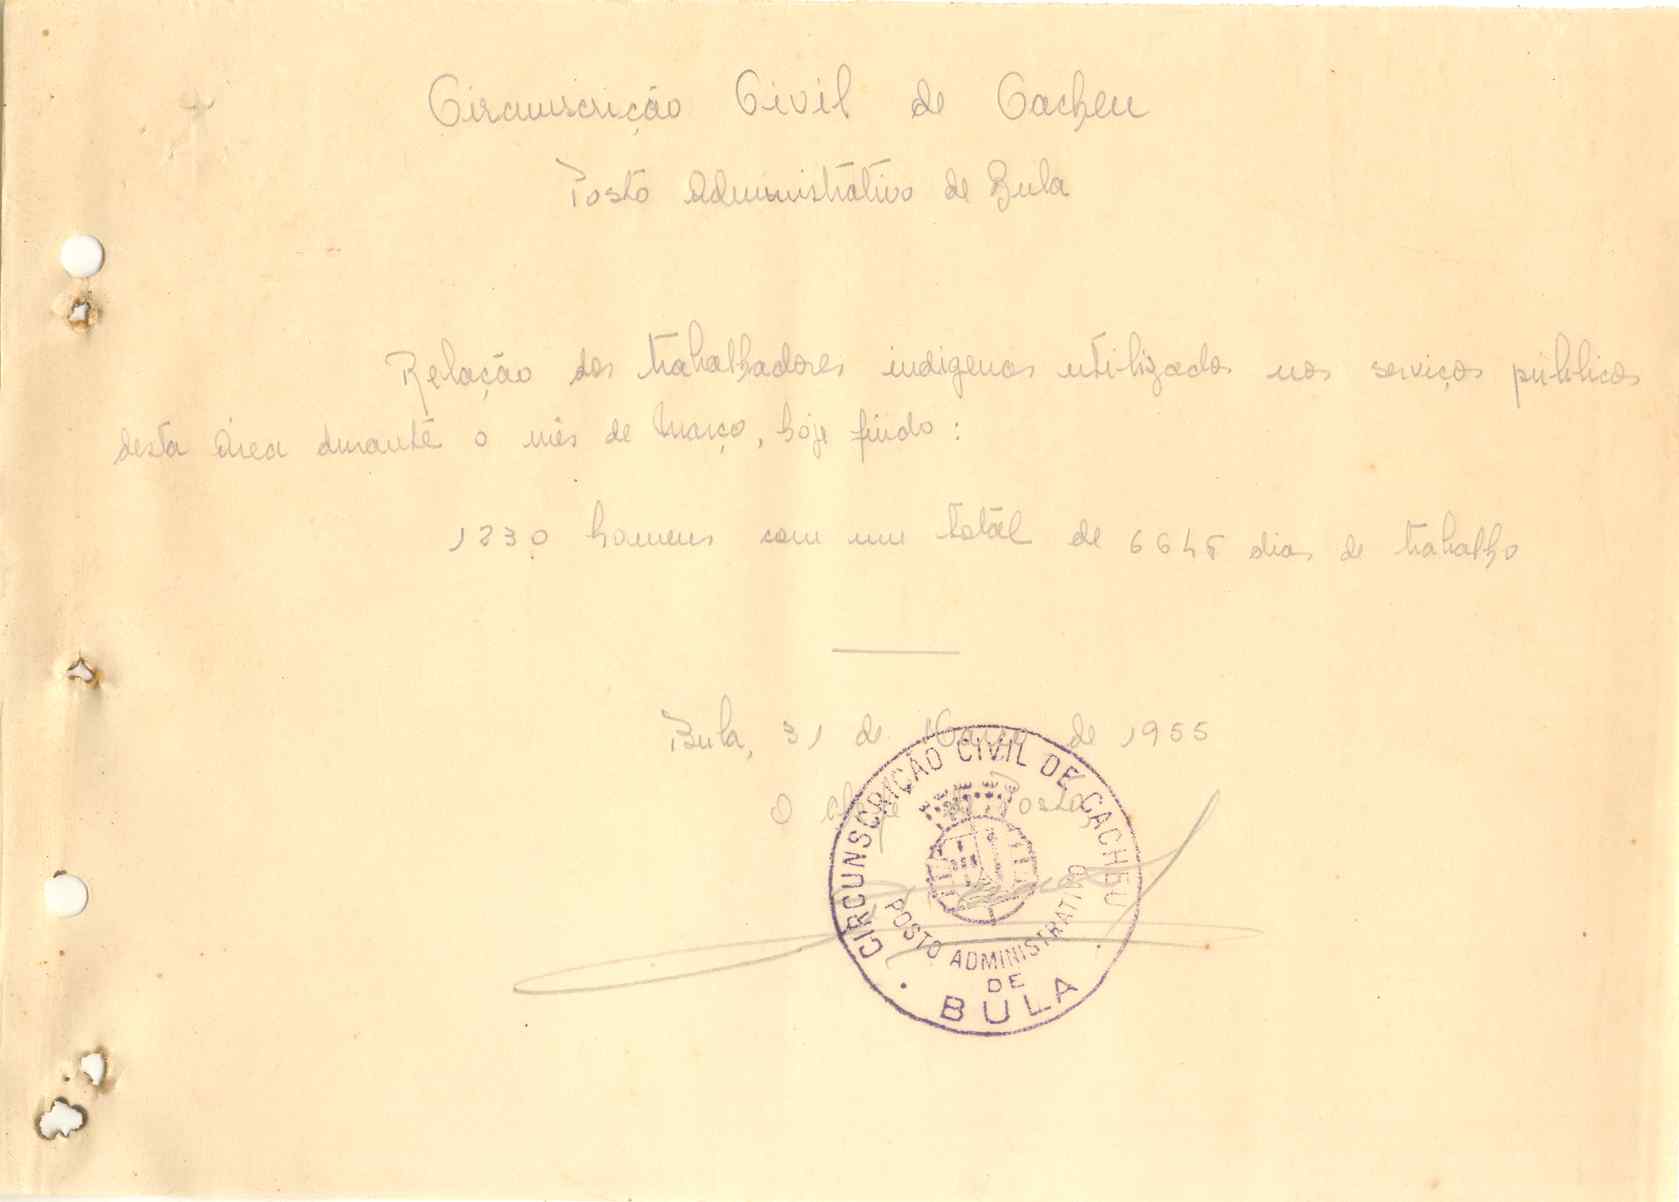 Circunscrição Civil de Cacheu
Posto Administrativo de Bula
Relação dos trabalhadores indigenas utilizados nos serviços públicos
desta área durante o mês de Março, hoje findo:
1230 homens com um total de 6645 dias de trabalho
Bula, 31 de Março de 1955
O chefe de Posto,
CIRCUNSCRIÇÃO CIVIL DE CACHEU
POSTO ADMINISTRATIVO
DE
BULA